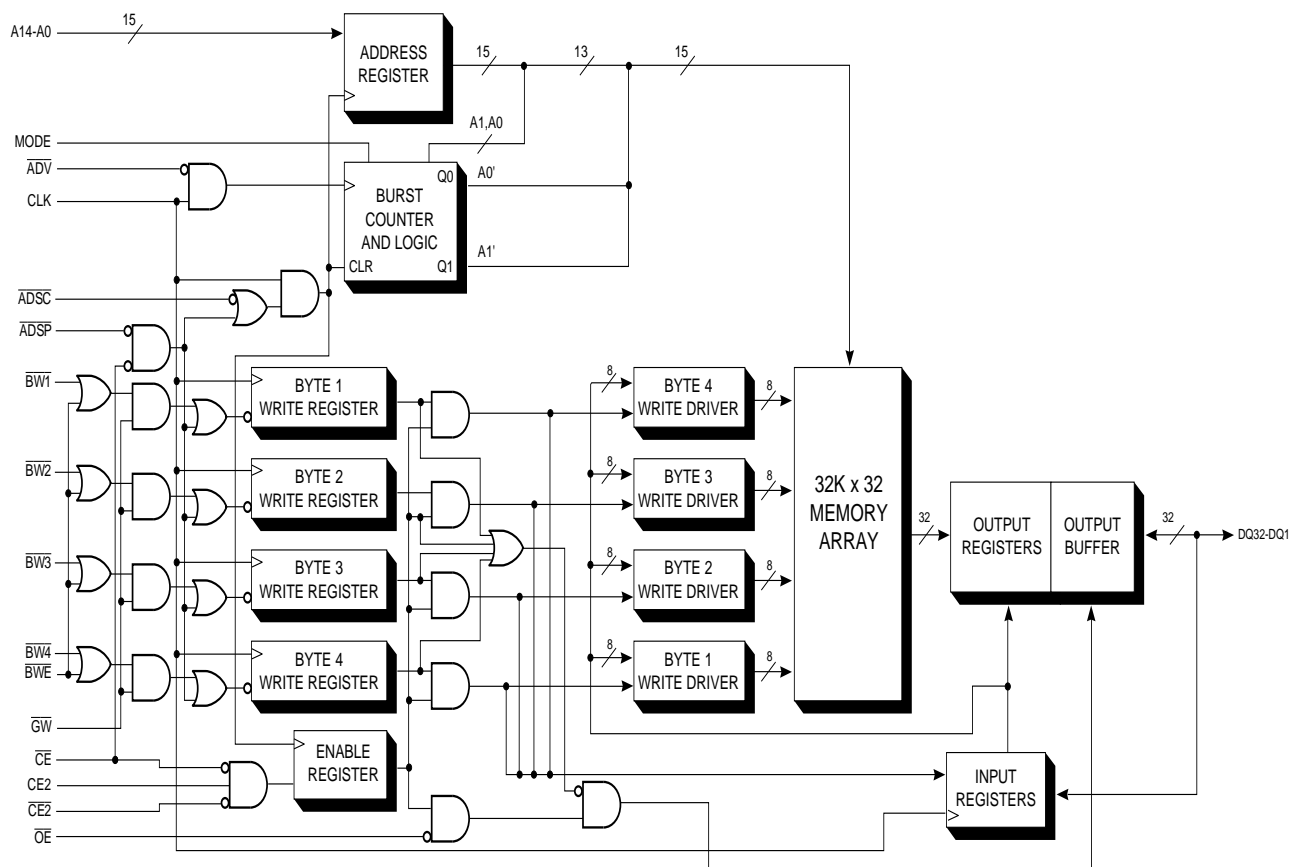 A14-A0
15
ADDRESS
REGISTER
15
13
15
A1,A0
MODE
ADV
CLK
BURST
COUNTER
AND LOGIC
Q0
A0'
CLR
Q1
A1'
ADSC
ADSP
BW1
BYTE 1
WRITE REGISTER
8
BYTE 4
WRITE DRIVER
8
BW2
BYTE 2
WRITE REGISTER
8
BYTE 3
WRITE DRIVER
8
32K x 32
MEMORY
ARRAY
32
OUTPUT
REGISTERS
OUTPUT
BUFFER
32
DQ32-DQ1
BW3
BYTE 3
WRITE REGISTER
8
BYTE 2
WRITE DRIVER
8
BW4
BWE
BYTE 4
WRITE REGISTER
8
BYTE 1
WRITE DRIVER
8
GW
CE
CE2
CE2
OE
ENABLE
REGISTER
INPUT
REGISTERS